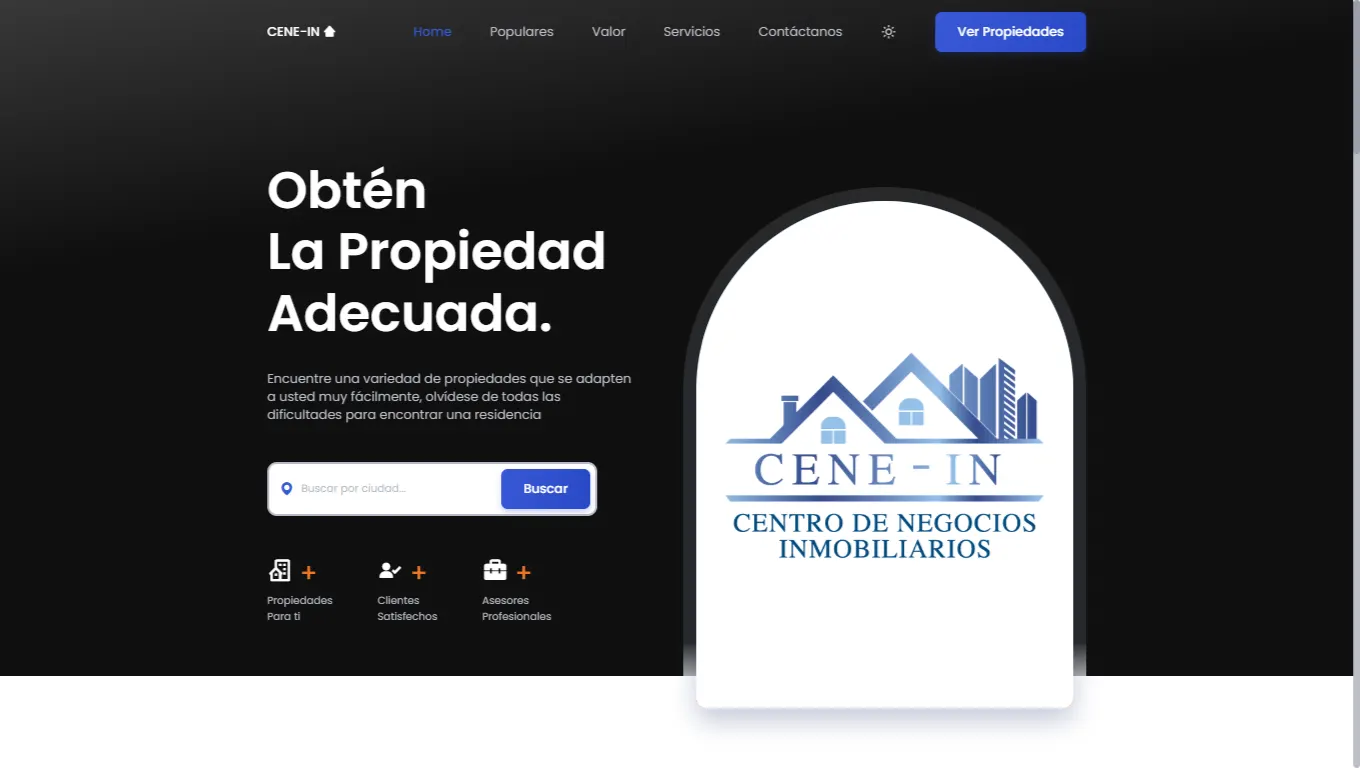 CENE-IN
Home
Populares
Valor
Servicios
Contáctanos
Ver Propiedades
Obtén
La Propiedad
Adecuada.
Encuentre una variedad de propiedades que se adapten
a usted muy fácilmente, olvídese de todas las
dificultades para encontrar una residencia
Buscar por ciudad...
Buscar
+
Propiedades
Para ti
+
Clientes
Satisfechos
+
Asesores
Profesionales
CENE-IN
CENTRO DE NEGOCIOS
INMOBILIARIOS